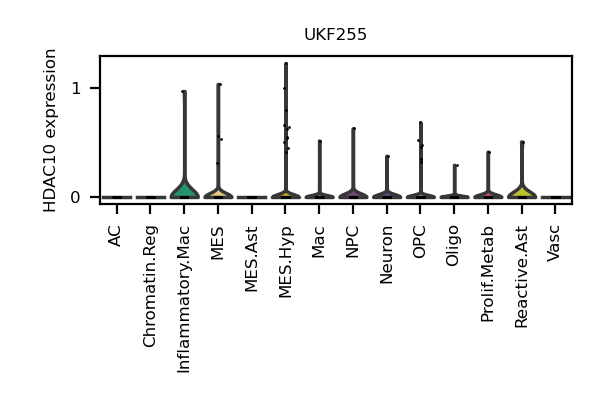 UKF255
HDAC10 expression
1
0
AC
Chromatin.Reg
Inflammatory.Mac
MES
MES.Ast
MES.Hyp
Mac
NPC
Neuron
OPC
Oligo
Prolif.Metab
Reactive.Ast
Vasc